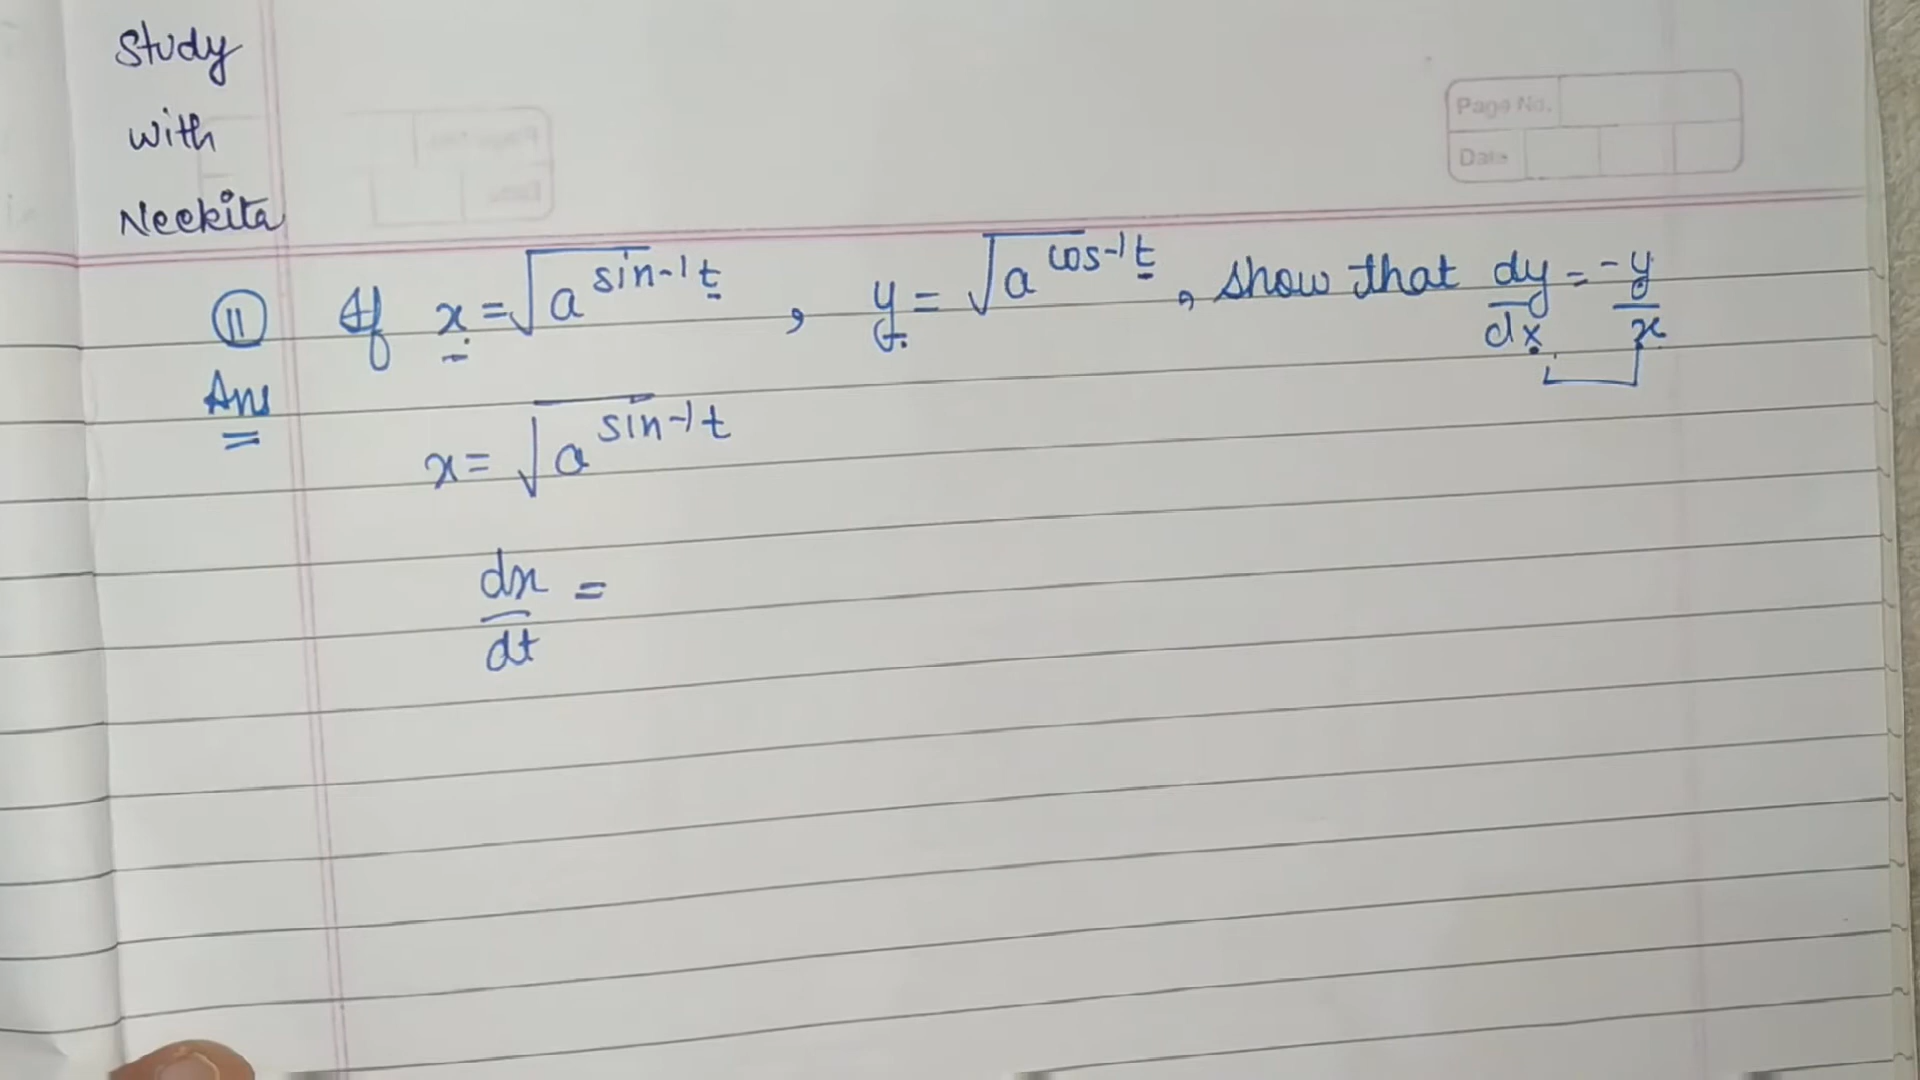 Study
with
Neekita
Page No.
Date
⑪ If x = √a^sin-1t , y = √a^cos-1t , show that dy/dx = -y/x
Ans
x = √a^sin-1t
dx/dt =